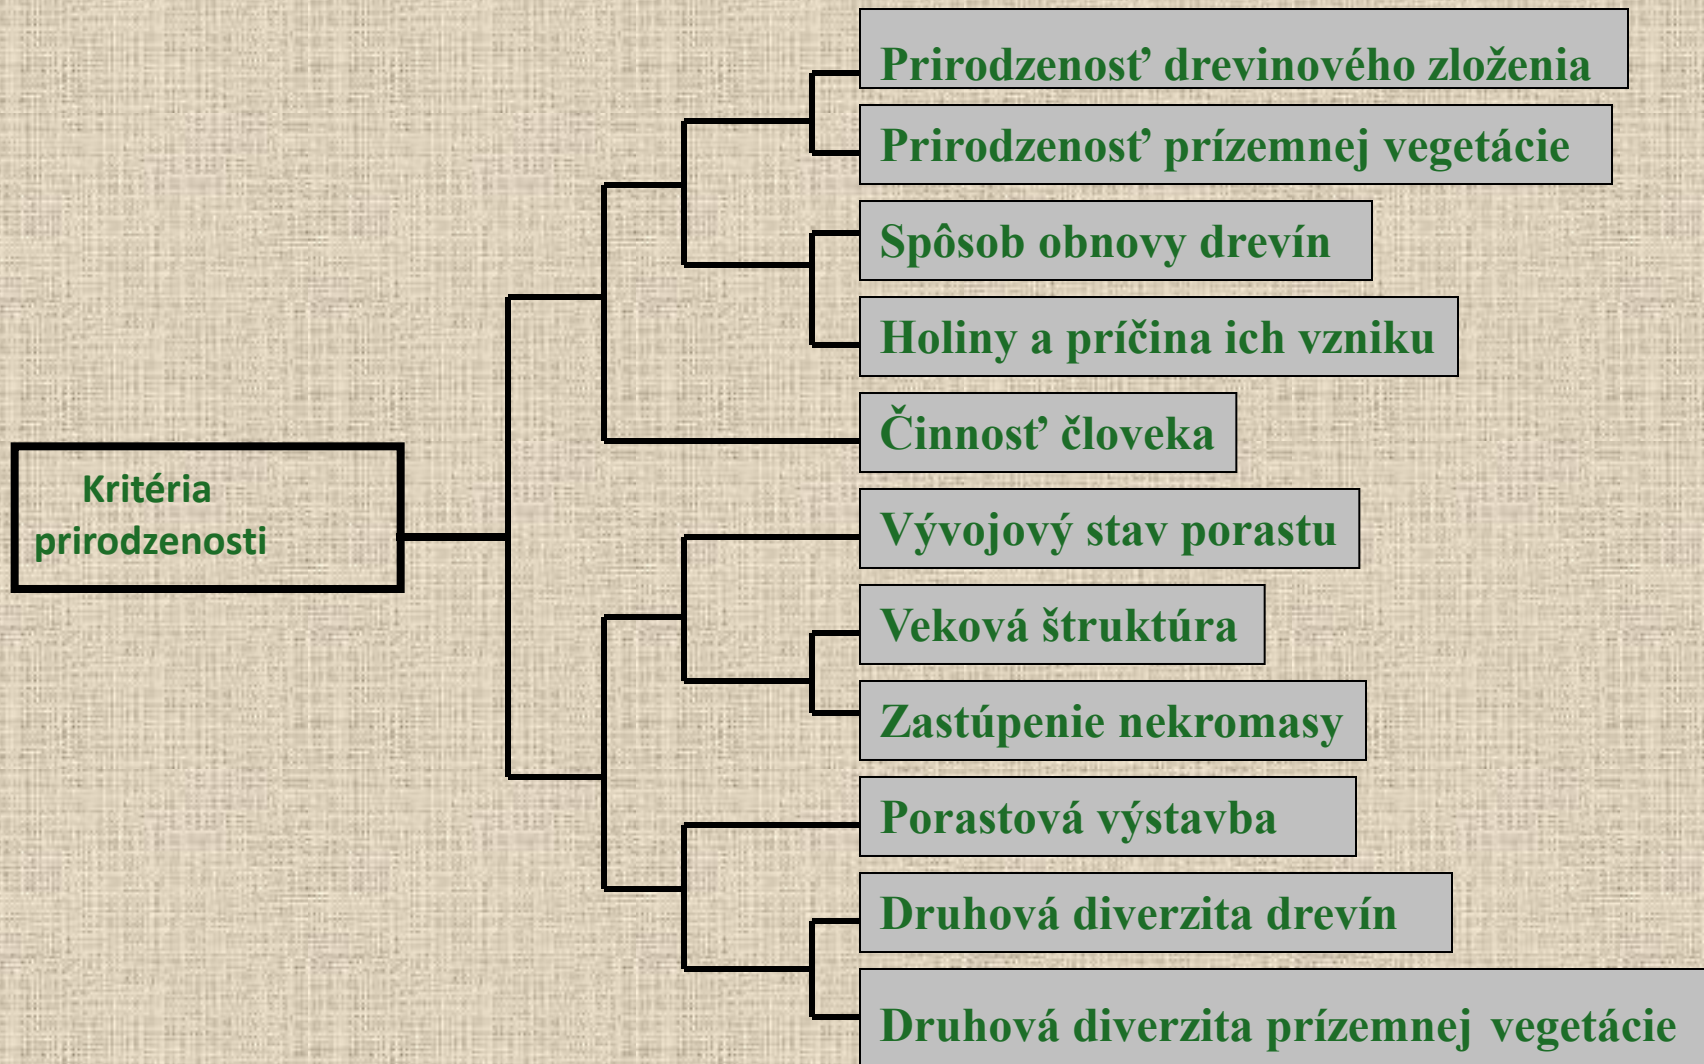 Prirodzenosť drevinového zloženia
Prirodzenosť prízemnej vegetácie
Spôsob obnovy drevín
Holiny a príčina ich vzniku
Činnosť človeka
Kritéria
prirodzenosti
Vývojový stav porastu
Veková štruktúra
Zastúpenie nekromasy
Porastová výstavba
Druhová diverzita drevín
Druhová diverzita prízemnej vegetácie